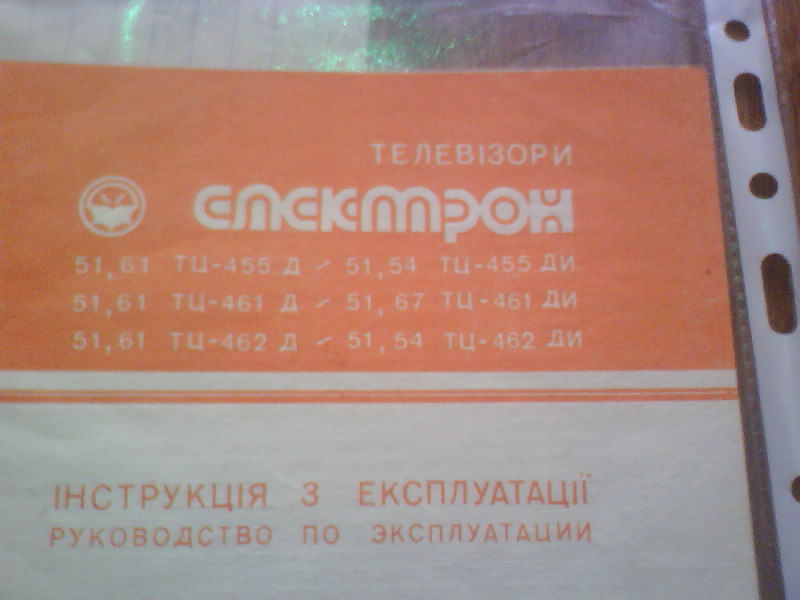 ТЕЛЕВІЗОРИ
ЕЛЕКТРОН
51,61 ТЦ-455 Д / 51,54 ТЦ-455 ДИ
51,61 ТЦ-461 Д / 51,67 ТЦ-461 ДИ
51,61 ТЦ-462 Д / 51,54 ТЦ-462 ДИ
ІНСТРУКЦІЯ З ЕКСПЛУАТАЦІЇ
РУКОВОДСТВО ПО ЭКСПЛУАТАЦИИ